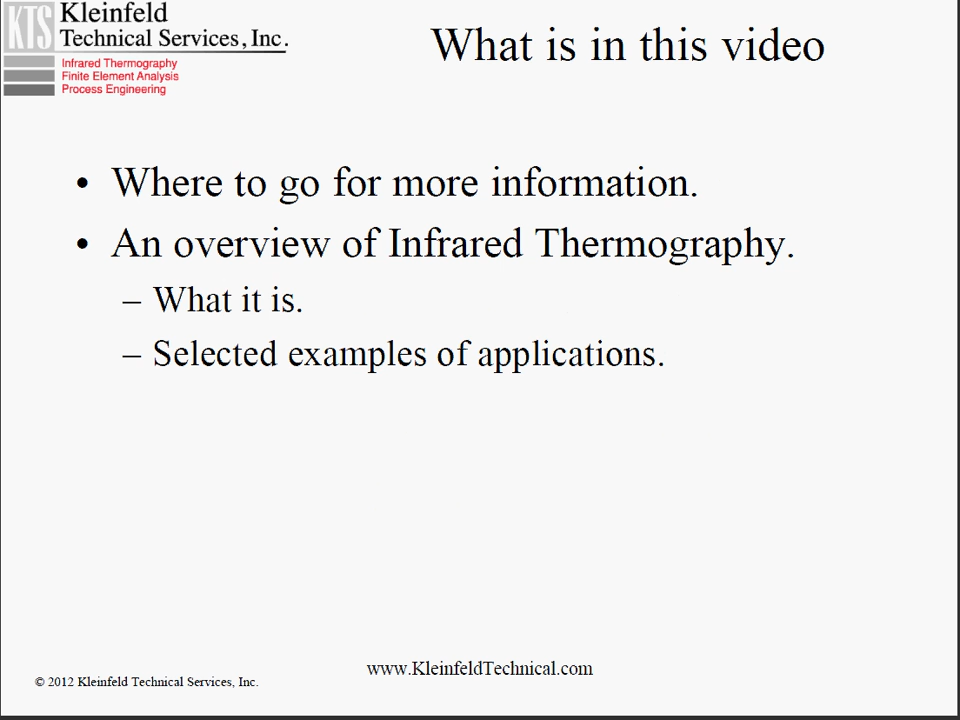 KTS
Kleinfeld
Technical Services, Inc.
Infrared Thermography
Finite Element Analysis
Process Engineering
What is in this video
• Where to go for more information.
• An overview of Infrared Thermography.
– What it is.
– Selected examples of applications.
www.KleinfeldTechnical.com
© 2012 Kleinfeld Technical Services, Inc.